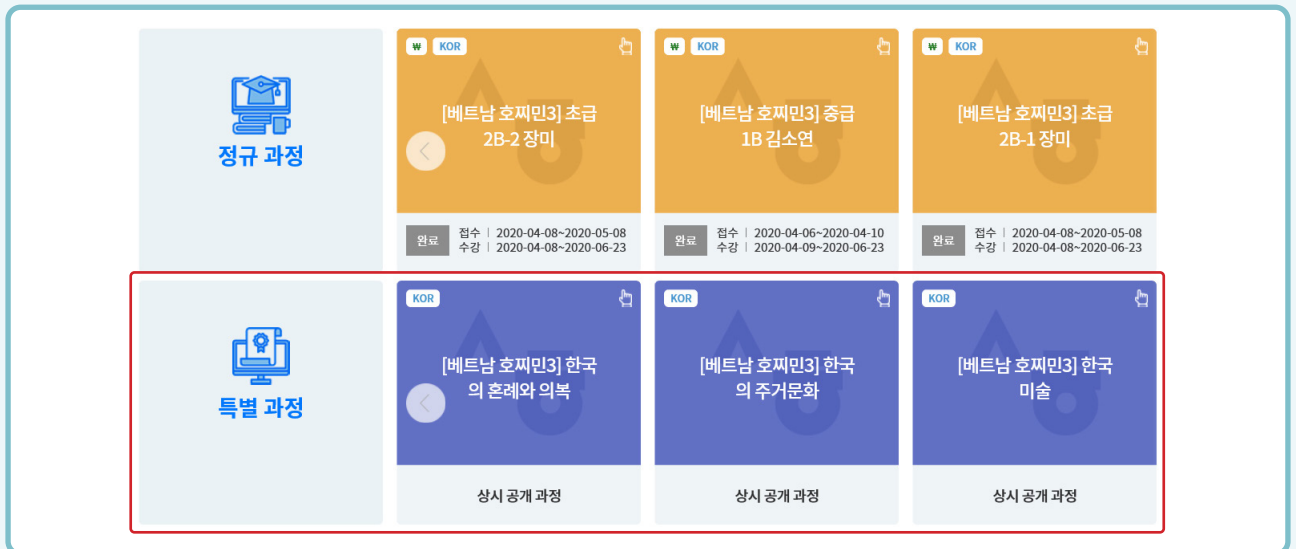 ₩ KOR
[베트남 호찌민3] 초급
2B-2 장미
완료
접수 | 2020-04-08~2020-05-08
수강 | 2020-04-08~2020-06-23
₩ KOR
[베트남 호찌민3] 중급
1B 김소연
완료
접수 | 2020-04-06~2020-04-10
수강 | 2020-04-09~2020-06-23
₩ KOR
[베트남 호찌민3] 초급
2B-1 장미
완료
접수 | 2020-04-08~2020-05-08
수강 | 2020-04-08~2020-06-23
정규 과정
KOR
[베트남 호찌민3] 한국
의 혼례와 의복
상시 공개 과정
KOR
[베트남 호찌민3] 한국
의 주거문화
상시 공개 과정
KOR
[베트남 호찌민3] 한국
미술
상시 공개 과정
특별 과정